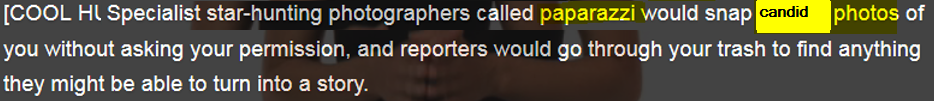 [COOL Hl Specialist star-hunting photographers called paparazzi would snap candid photos of
you without asking your permission, and reporters would go through your trash to find anything
they might be able to turn into a story.